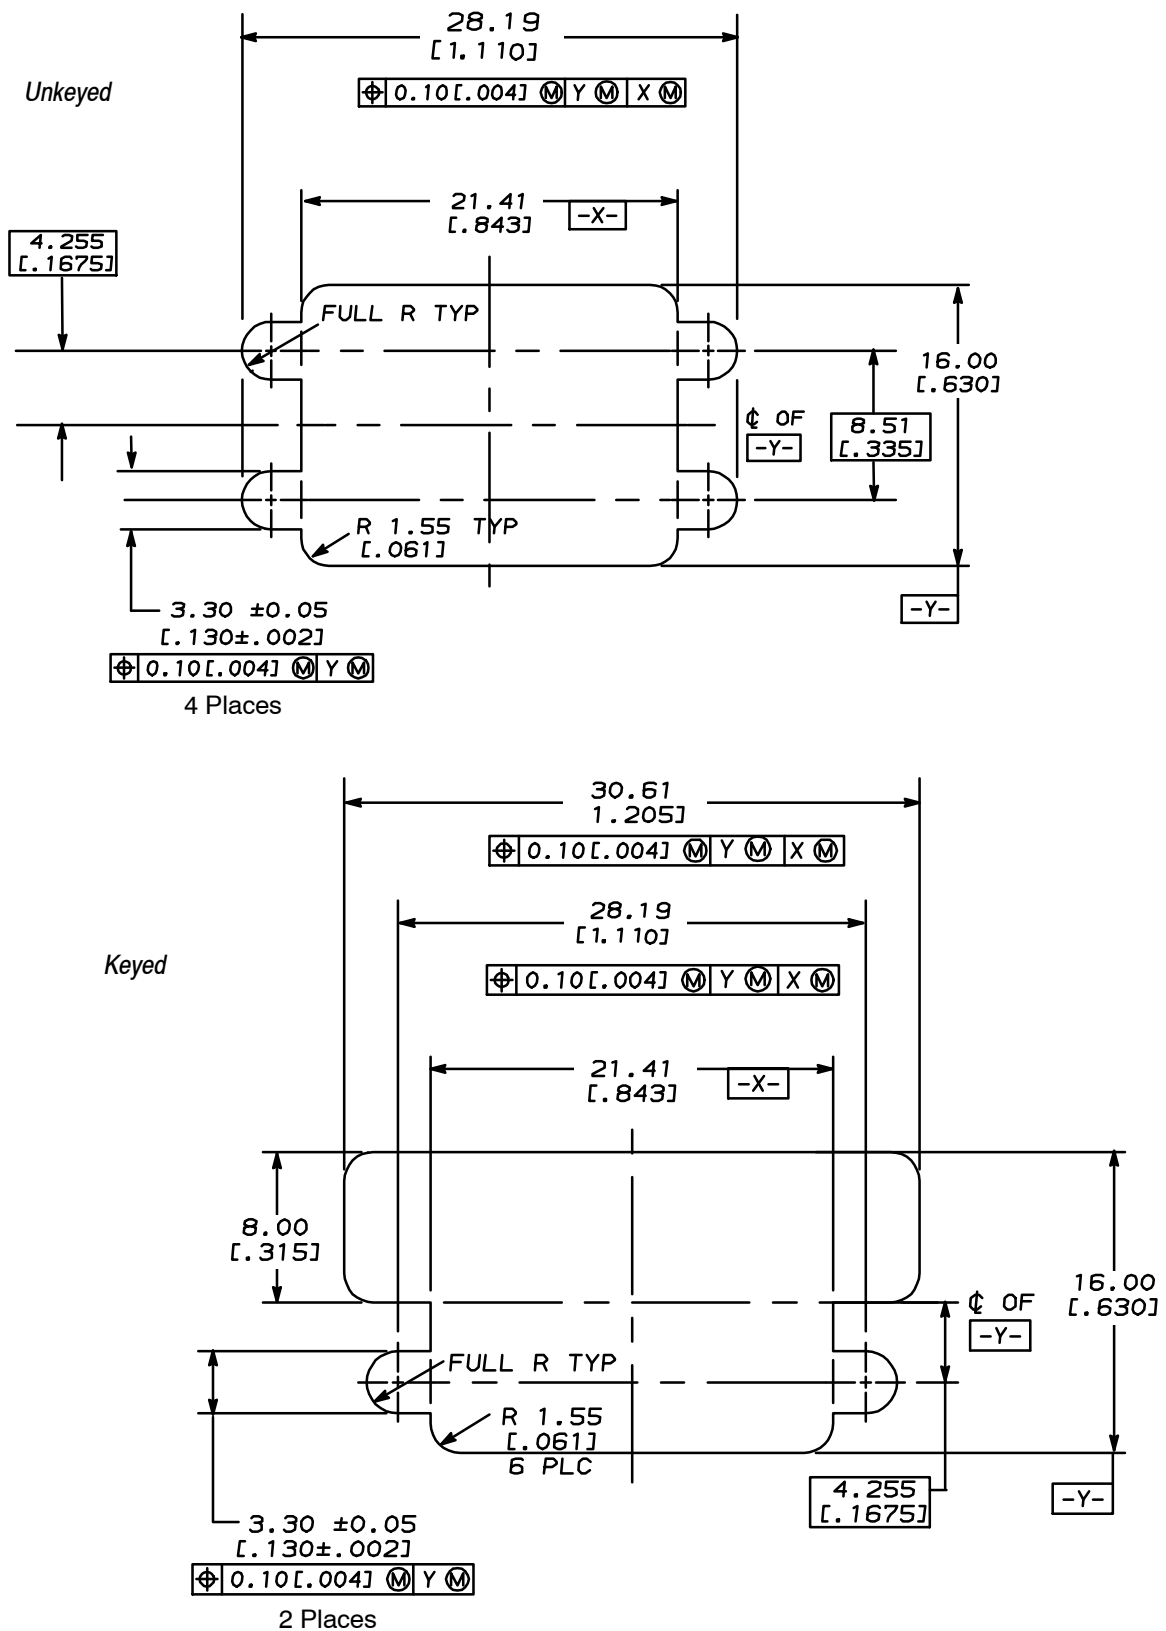 28.19
[1.110]
Unkeyed
⌖ 0.10[.004] Ⓜ Y Ⓜ X Ⓜ
21.41
[.843]
-X-
4.255
[.1675]
FULL R TYP
16.00
[.630]
℄ OF
-Y-
8.51
[.335]
R 1.55 TYP
[.061]
-Y-
3.30 ±0.05
[.130±.002]
⌖ 0.10[.004] Ⓜ Y Ⓜ
4 Places
30.61
1.205]
⌖ 0.10[.004] Ⓜ Y Ⓜ X Ⓜ
28.19
[1.110]
Keyed
⌖ 0.10[.004] Ⓜ Y Ⓜ X Ⓜ
21.41
[.843]
-X-
8.00
[.315]
16.00
[.630]
℄ OF
-Y-
FULL R TYP
R 1.55
[.061]
6 PLC
4.255
[.1675]
-Y-
3.30 ±0.05
[.130±.002]
⌖ 0.10[.004] Ⓜ Y Ⓜ
2 Places